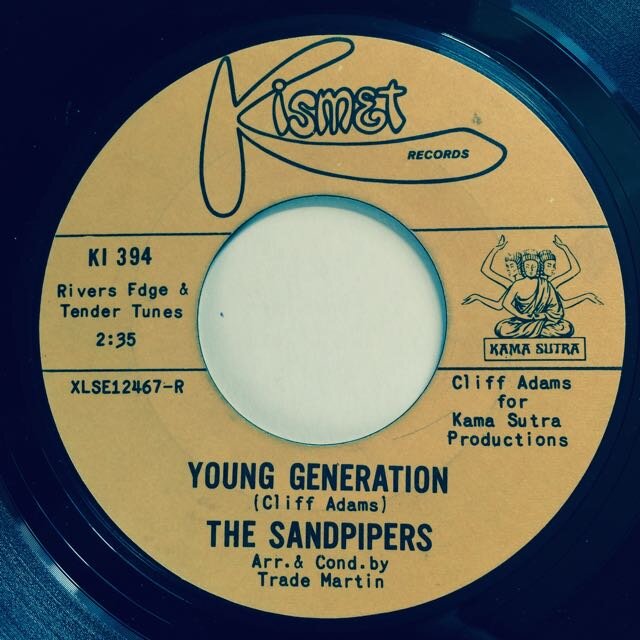 Kismet
RECORDS
KI 394
Rivers Fdge &
Tender Tunes
2:35
XLSE12467-R
KAMA SUTRA
Cliff Adams
for
Kama Sutra
Productions
YOUNG GENERATION
(Cliff Adams)
THE SANDPIPERS
Arr.& Cond.by
Trade Martin